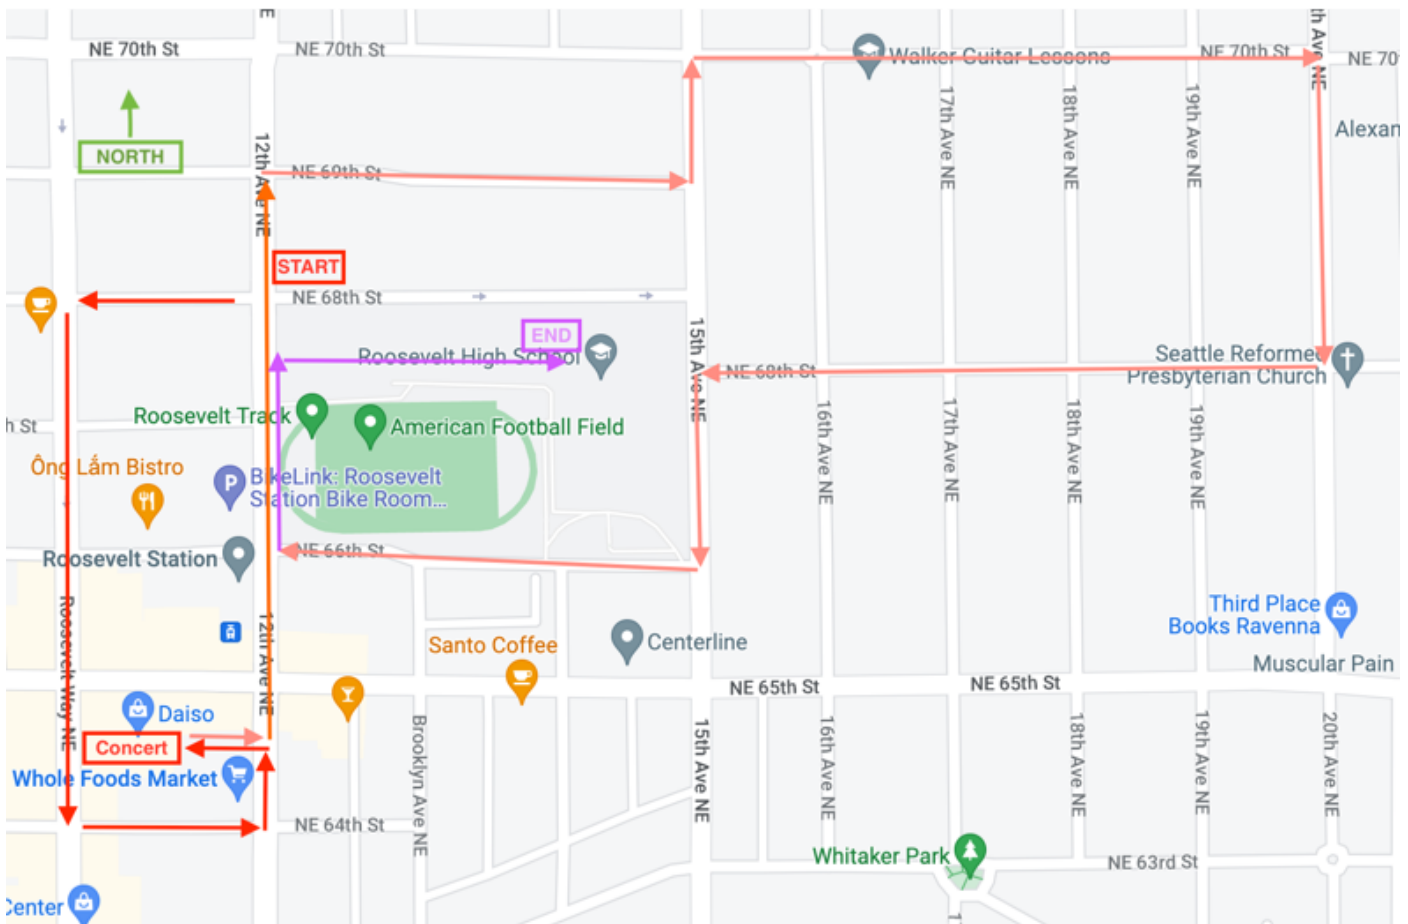 E
NE 70th St
NE 70th St
Walker Guitar Lessons
NE 70th St
th Ave NE
NE 70
NORTH
12th Ave NE
NE 69th St
17th Ave NE
18th Ave NE
19th Ave NE
Alexan
START
NE 68th St
END
Roosevelt High School
15th Ave NE
NE 68th St
Seattle Reformed
Presbyterian Church
Roosevelt Track
American Football Field
h St
16th Ave NE
17th Ave NE
18th Ave NE
19th Ave NE
Ông Lắm Bistro
P
BikeLink: Roosevelt
Station Bike Room...
Roosevelt Station
NE 66th St
Roosevelt Way NE
12th Ave NE
Santo Coffee
Centerline
Third Place
Books Ravenna
Muscular Pain
NE 65th St
NE 65th St
Daiso
Concert
Whole Foods Market
Brooklyn Ave NE
15th Ave NE
16th Ave NE
18th Ave NE
19th Ave NE
20th Ave NE
NE 64th St
Whitaker Park
NE 63rd St
Center
1